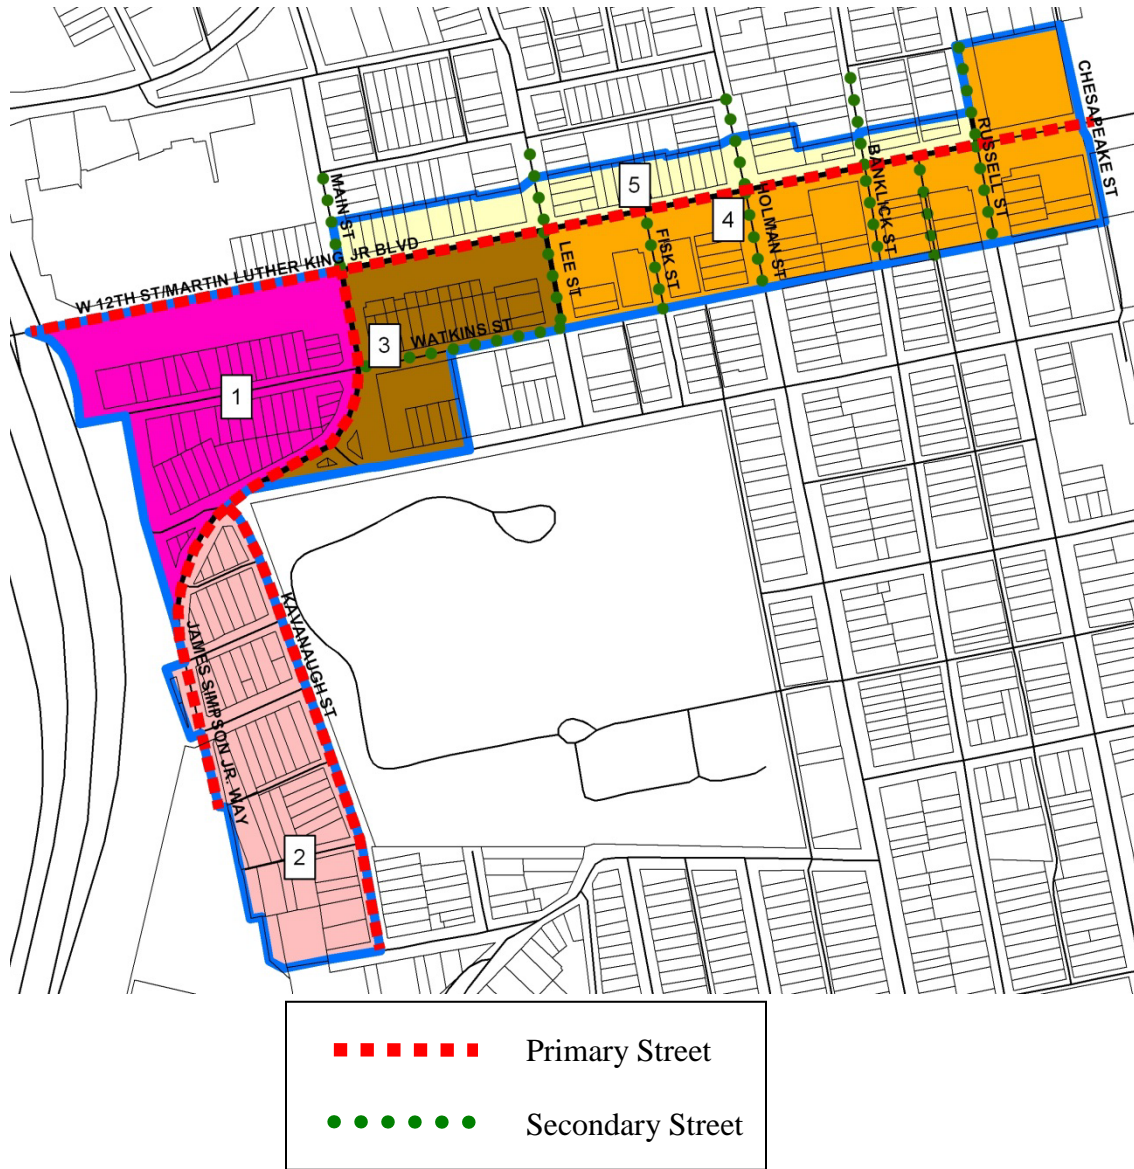 CHESAPEAKE ST
RUSSELL ST
BANKLICK ST
MAIN ST
5
HOLMAN ST
4
W 12TH ST/MARTIN LUTHER KING JR BLVD
LEE ST
FISK ST
WATKINS ST
3
1
KAVANAUGH ST
JAMES SIMPSON JR. WAY
2
Primary Street
Secondary Street